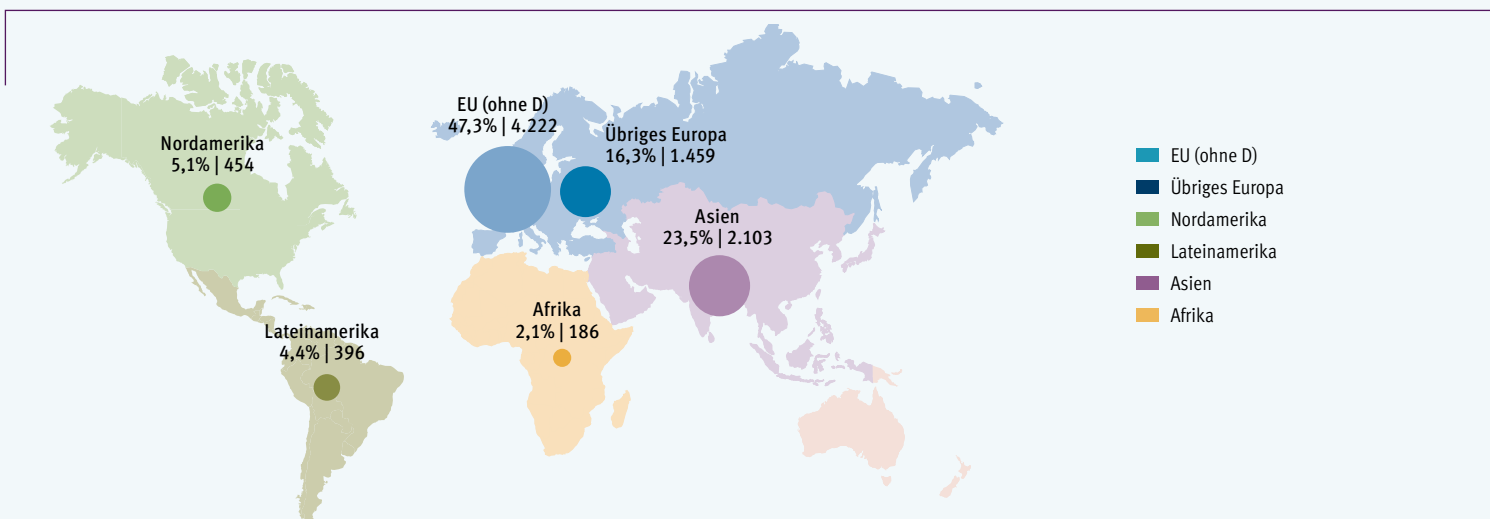 EU (ohne D)
47,3% | 4.222
Übriges Europa
16,3% | 1.459
Nordamerika
5,1% | 454
Asien
23,5% | 2.103
Afrika
2,1% | 186
Lateinamerika
4,4% | 396
EU (ohne D)
Übriges Europa
Nordamerika
Lateinamerika
Asien
Afrika